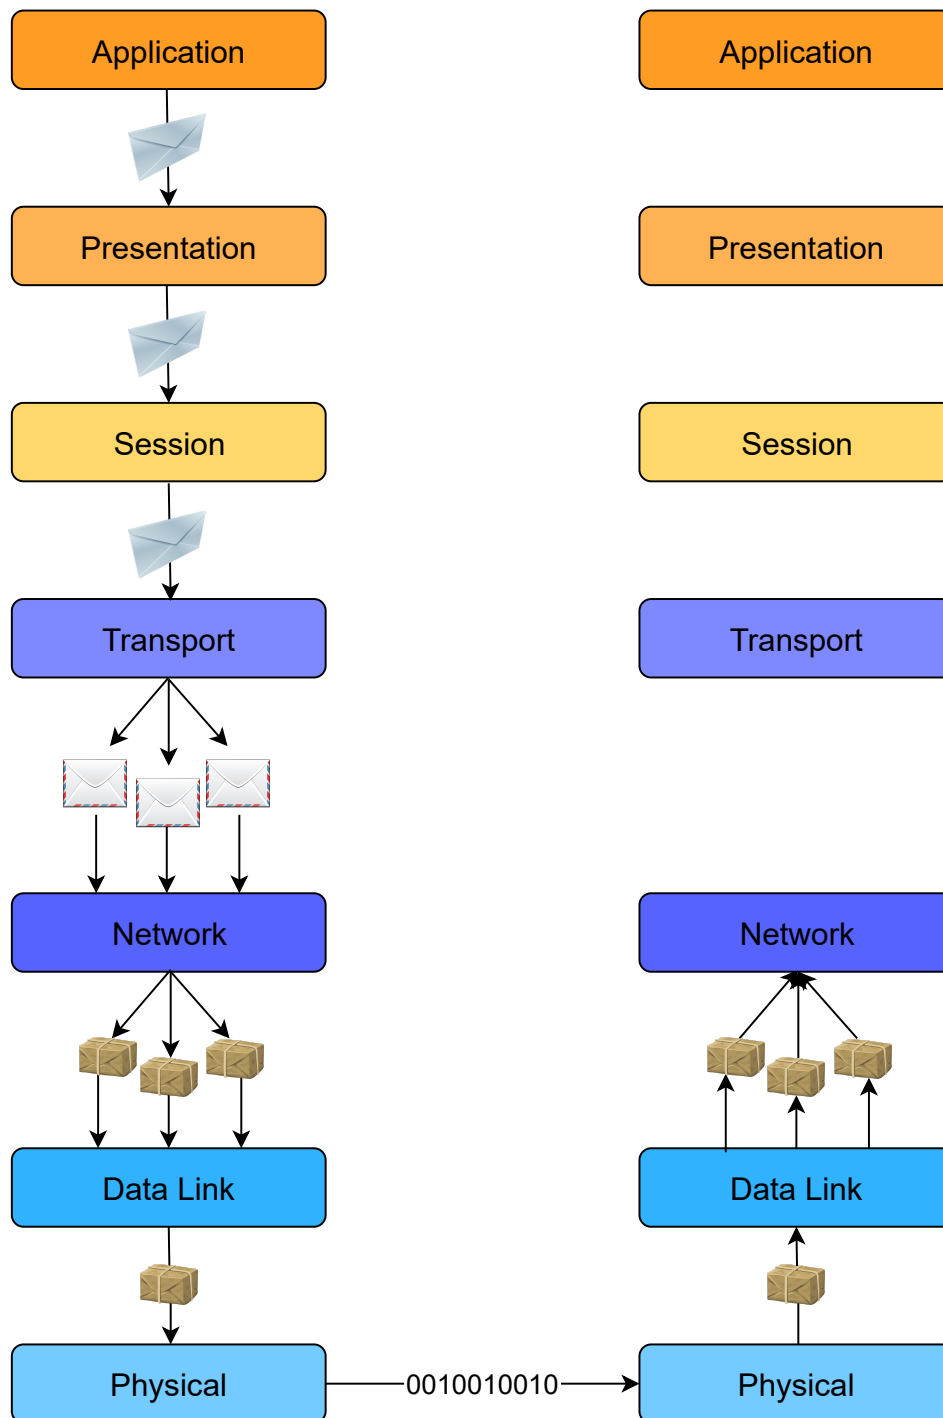 Application
Application
Presentation
Presentation
Session
Session
Transport
Transport
Network
Network
Data Link
Data Link
Physical
0010010010
Physical